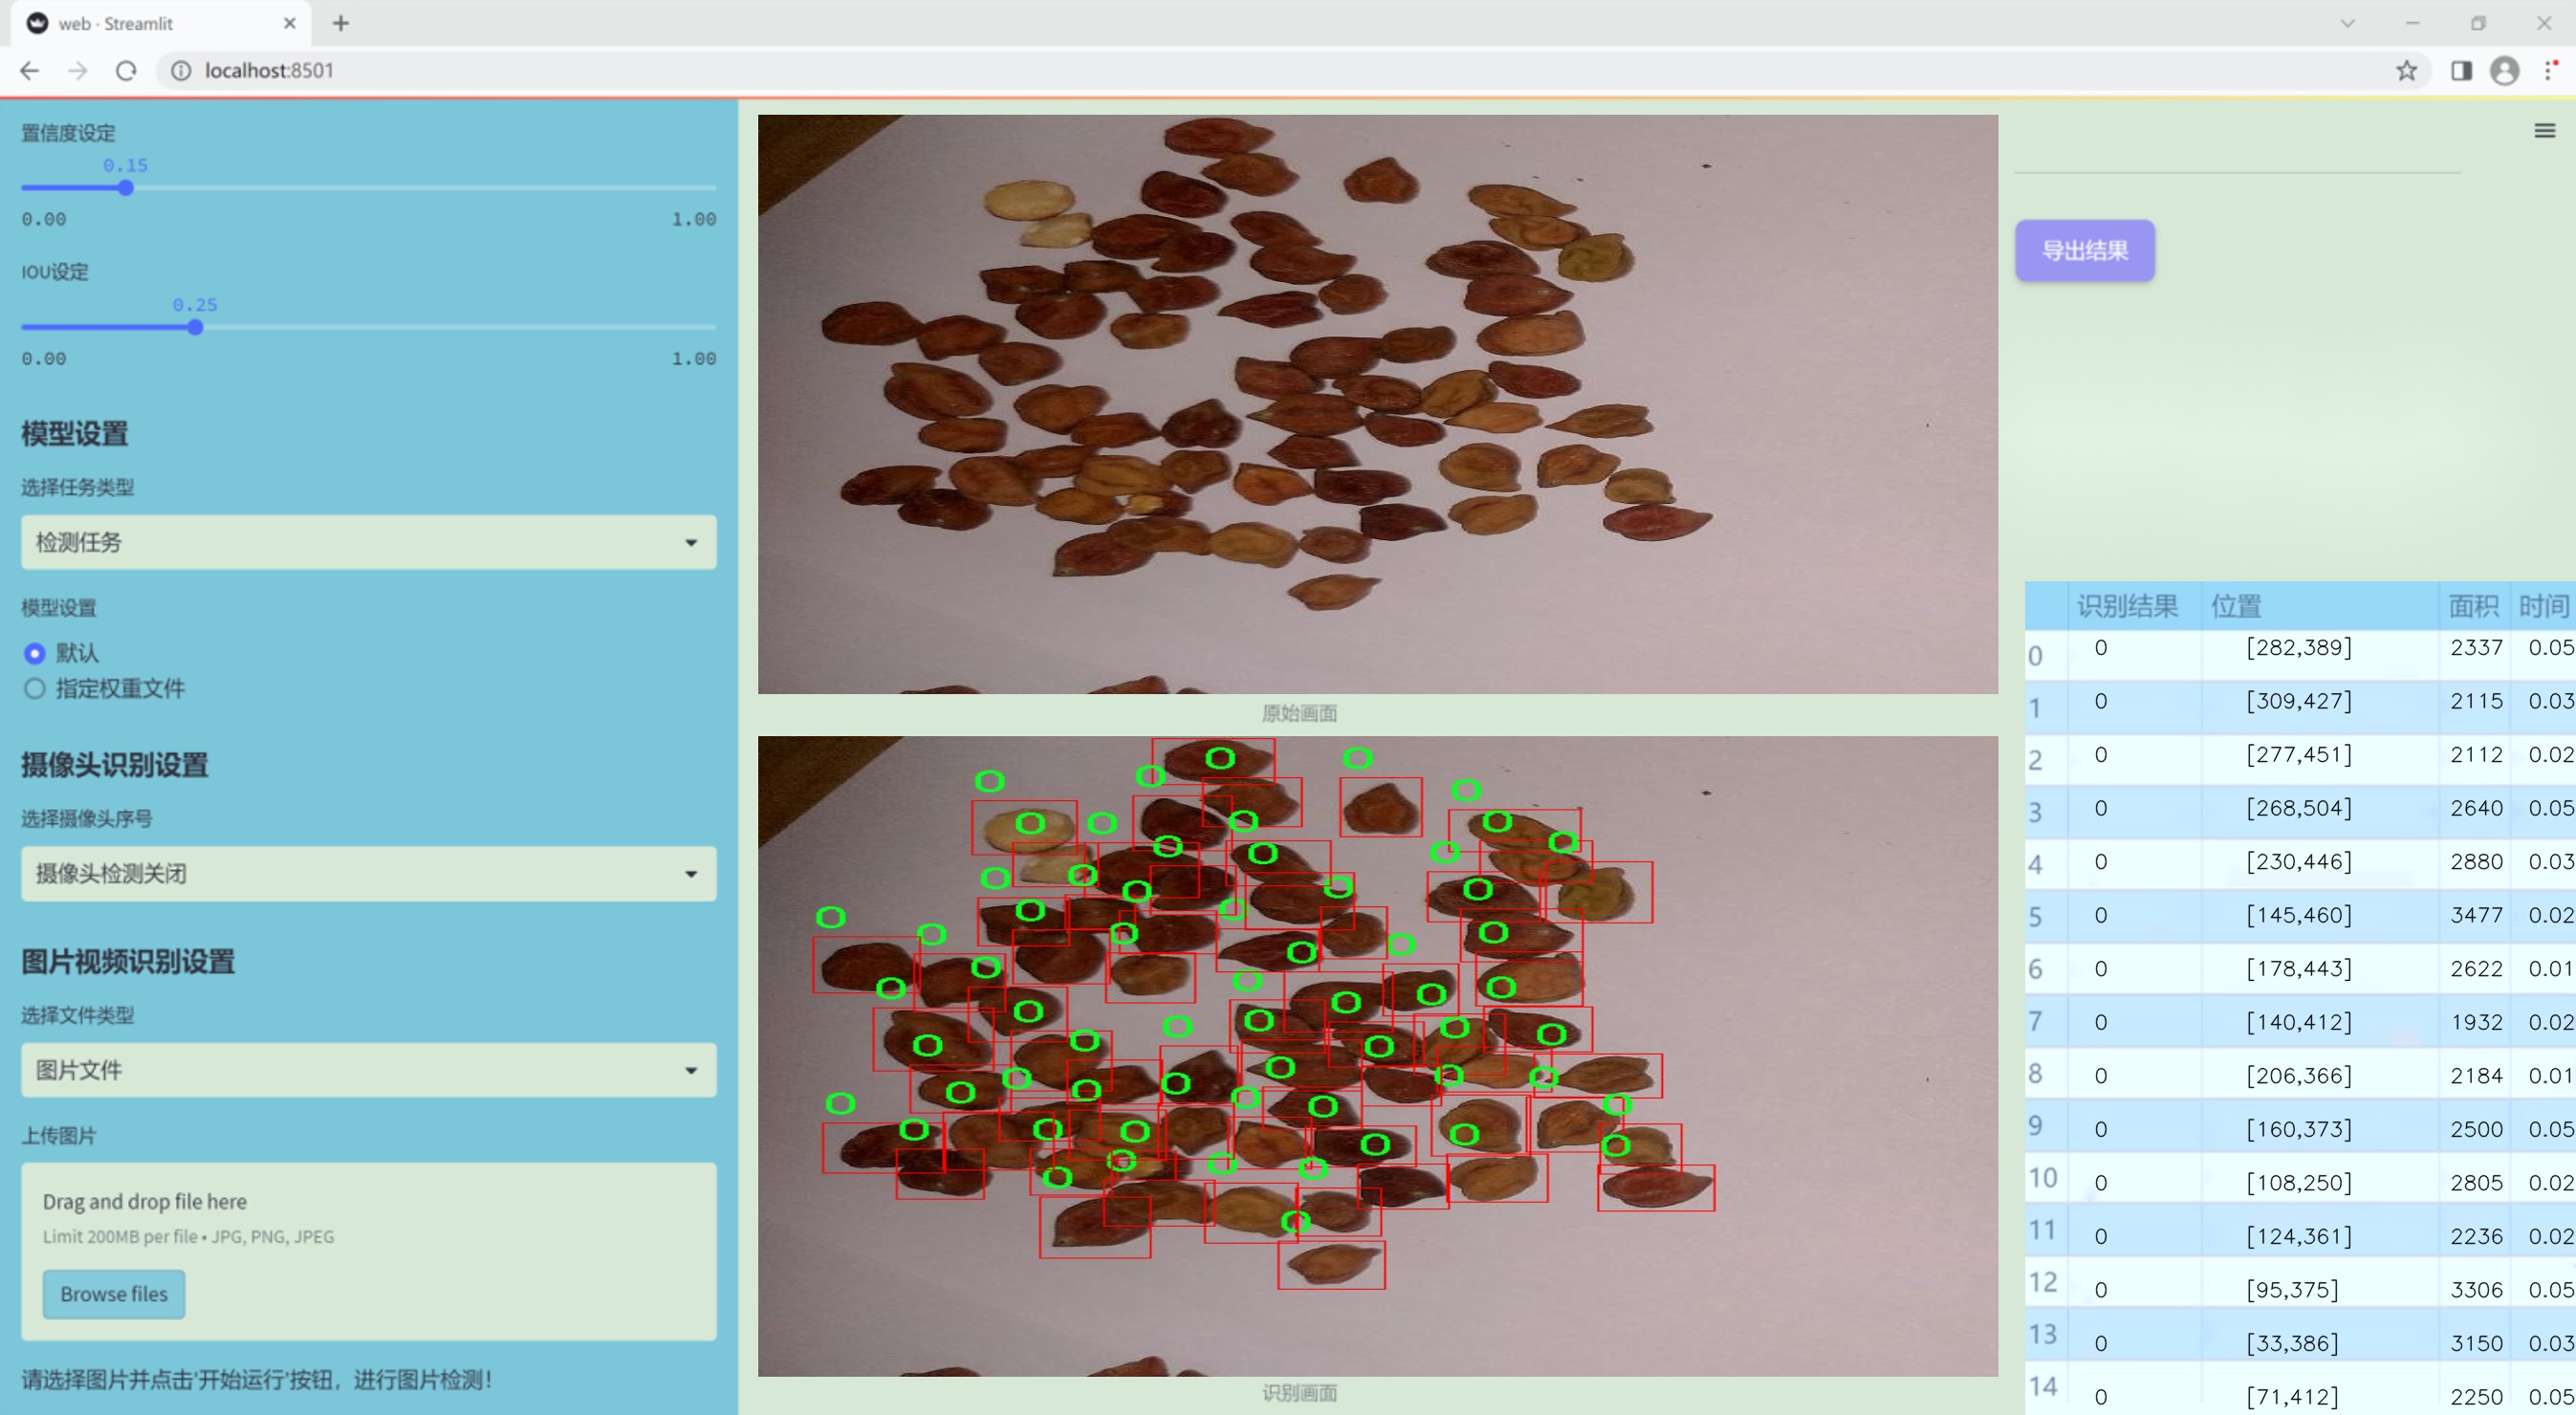 web · Streamlit
localhost:8501
置信度设定
0.15
0.00 1.00
IOU设定
0.25
0.00 1.00
模型设置
选择任务类型
检测任务
模型设置
默认
指定权重文件
摄像头识别设置
选择摄像头序号
摄像头检测关闭
图片视频识别设置
选择文件类型
图片文件
上传图片
Drag and drop file here
Limit 200MB per file • JPG, PNG, JPEG
Browse files
请选择图片并点击'开始运行'按钮，进行图片检测！
原始画面
识别画面
导出结果
识别结果 位置 面积 时间
0 0 [282,389] 2337 0.05
1 0 [309,427] 2115 0.03
2 0 [277,451] 2112 0.02
3 0 [268,504] 2640 0.05
4 0 [230,446] 2880 0.03
5 0 [145,460] 3477 0.02
6 0 [178,443] 2622 0.01
7 0 [140,412] 1932 0.02
8 0 [206,366] 2184 0.01
9 0 [160,373] 2500 0.05
10 0 [108,250] 2805 0.02
11 0 [124,361] 2236 0.02
12 0 [95,375] 3306 0.05
13 0 [33,386] 3150 0.03
14 0 [71,412] 2250 0.05